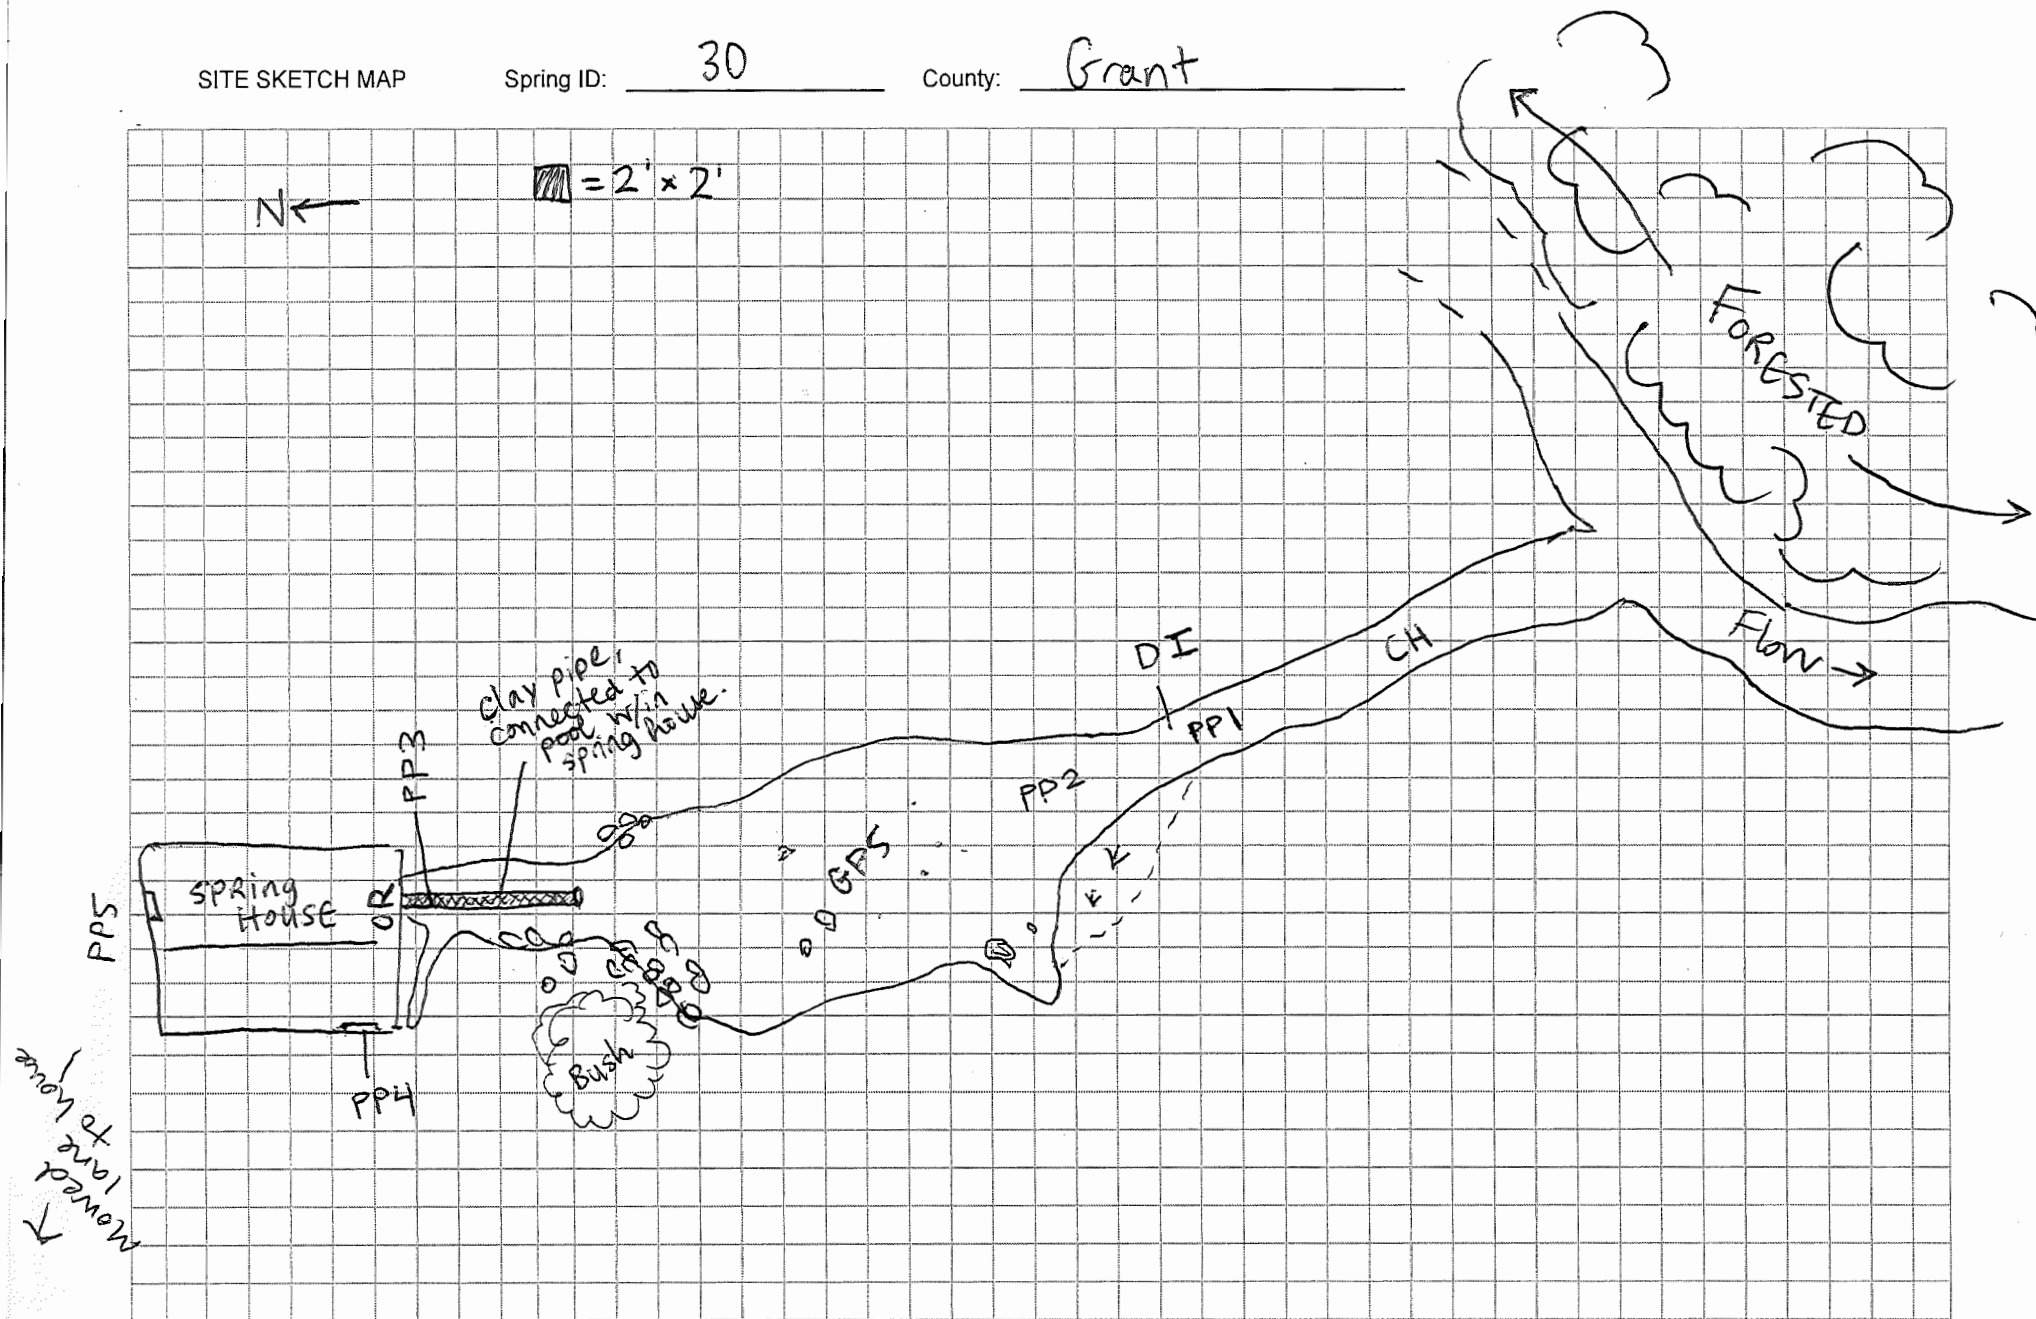 SITE SKETCH MAP Spring ID: 30 County: Grant
= 2' x 2'
N
FORESTED
Flow
DI
CH
PP1
PP2
clay pipe,
connected to
pool w/in
spring house.
PP3
GPS
SPRING
HOUSE
OR
PP5
PP4
Bush
Mowed
lane
to house